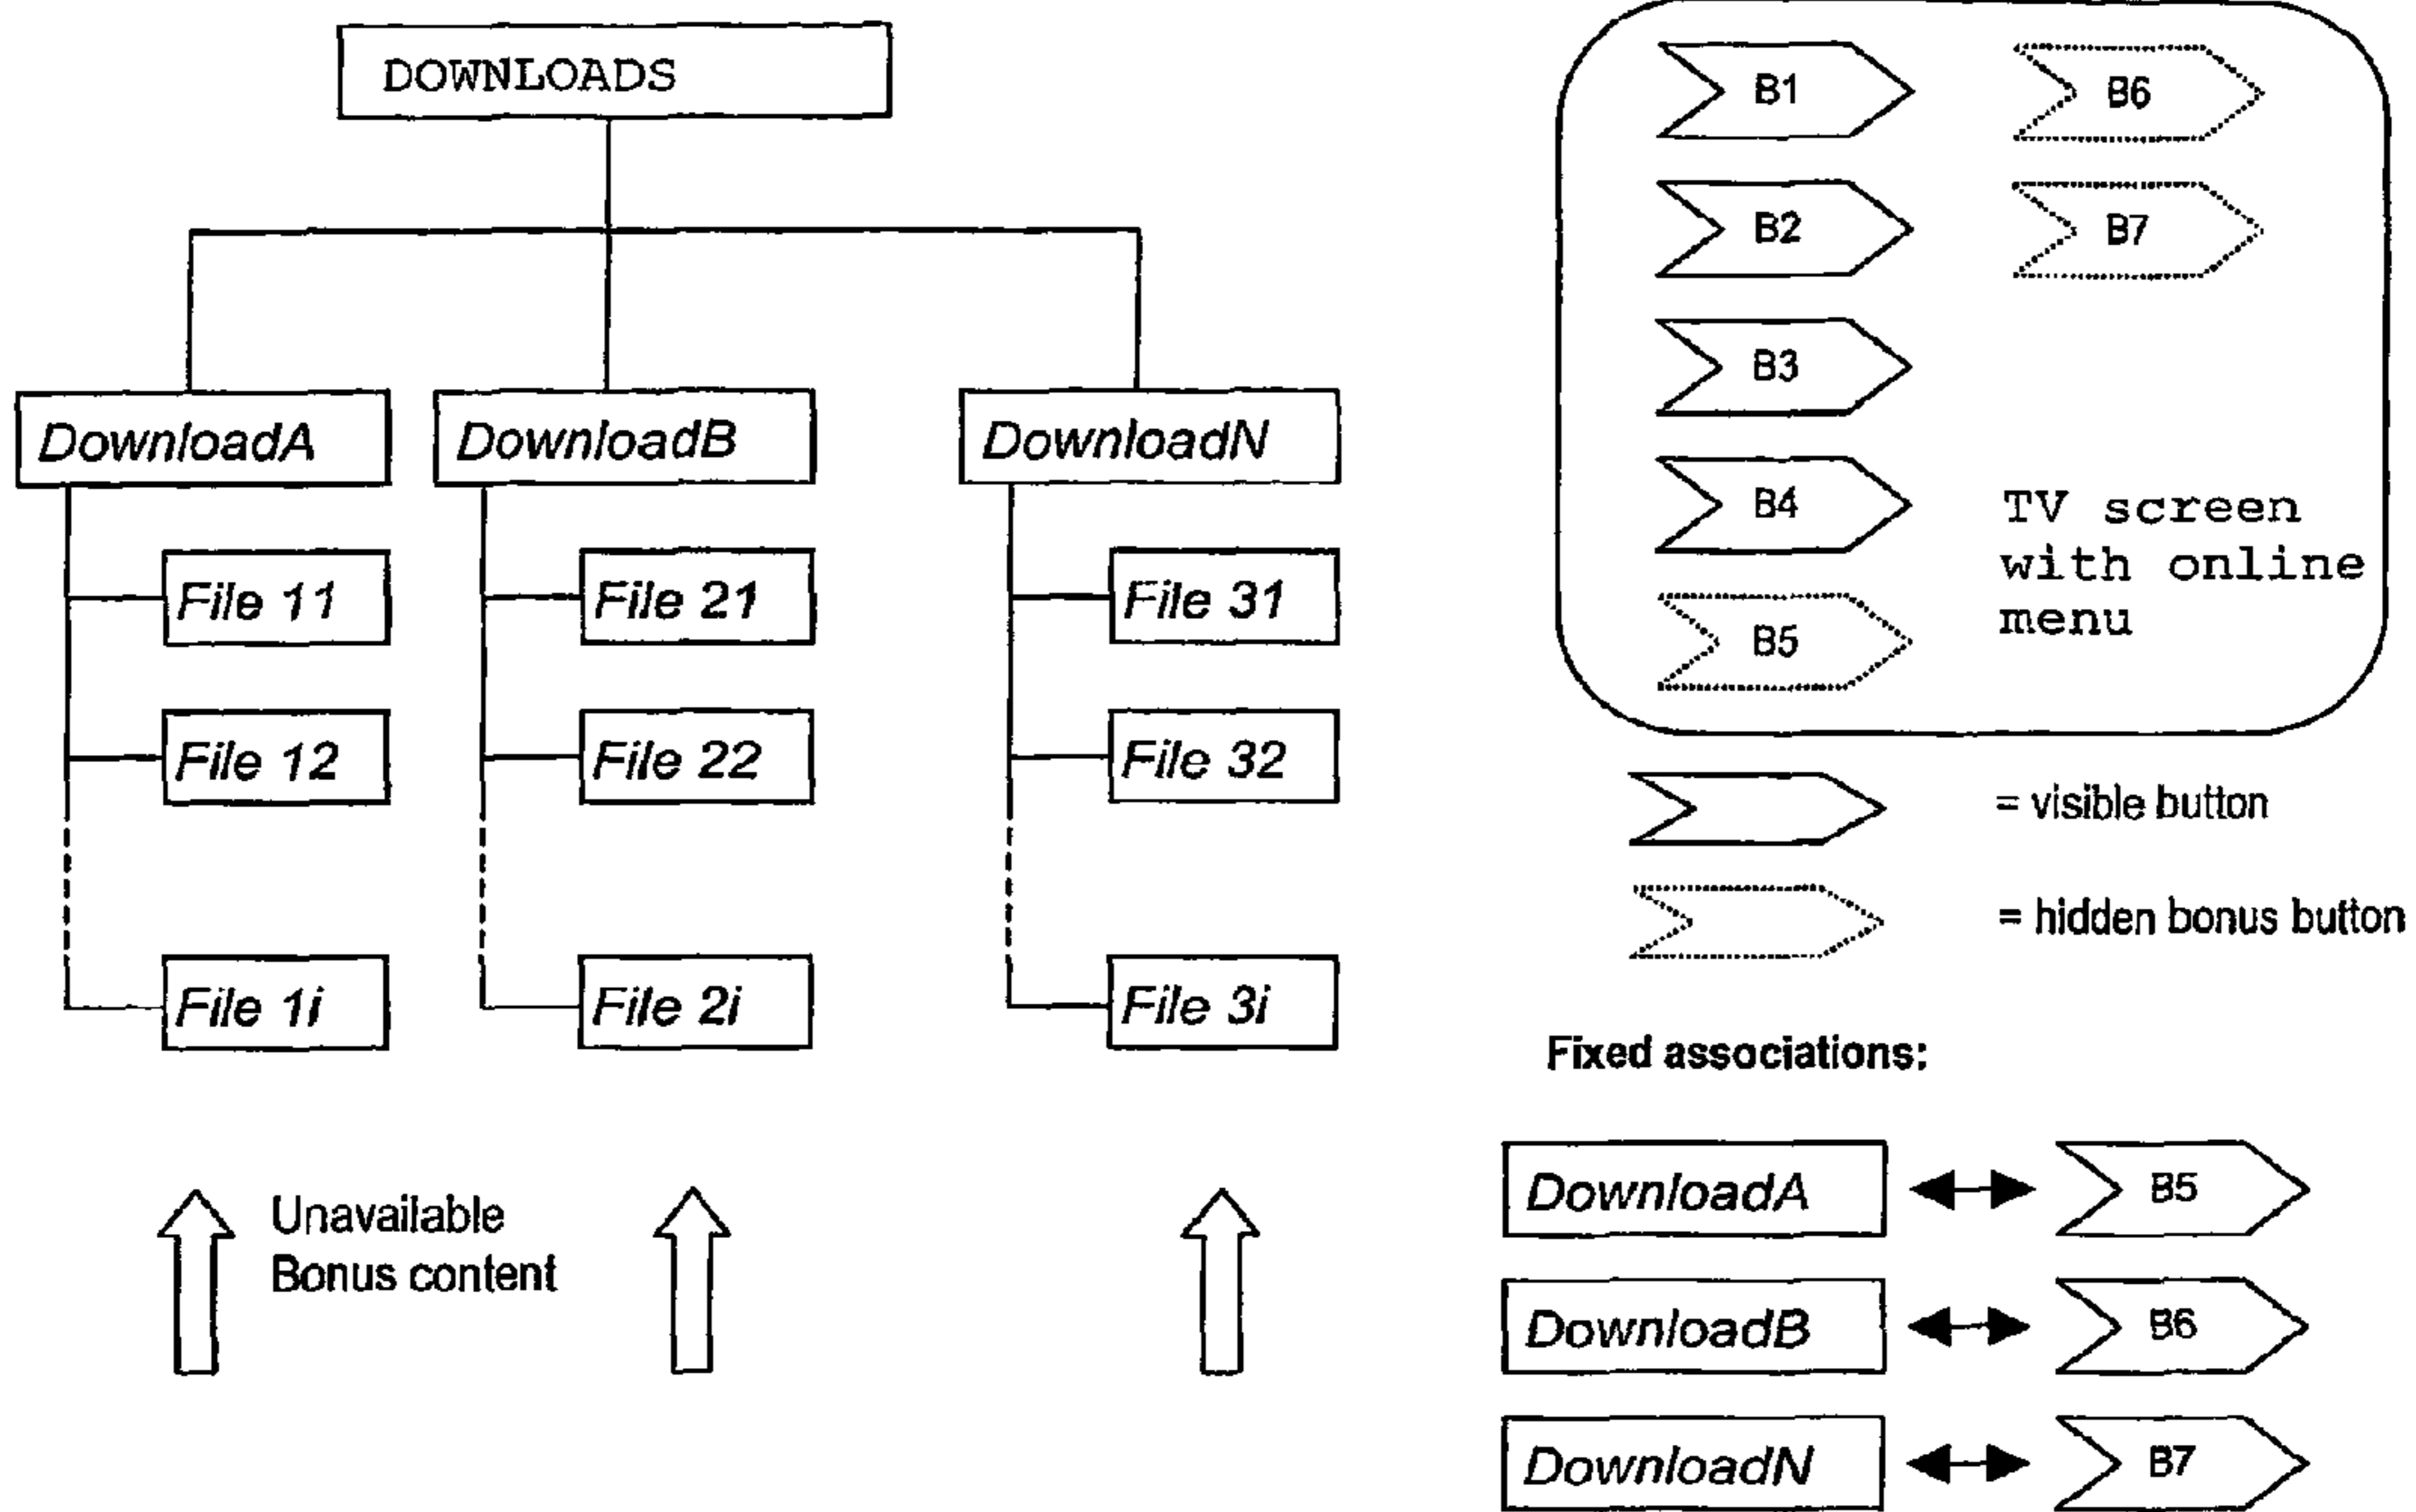 DOWNLOADS
DownloadA
DownloadB
DownloadN
File 11
File 21
File 31
File 12
File 22
File 32
File 1i
File 2i
File 3i
Unavailable
Bonus content
B1
B6
B2
B7
B3
B4
B5
TV screen
with online
menu
= visible button
= hidden bonus button
Fixed associations:
DownloadA
B5
DownloadB
B6
DownloadN
B7